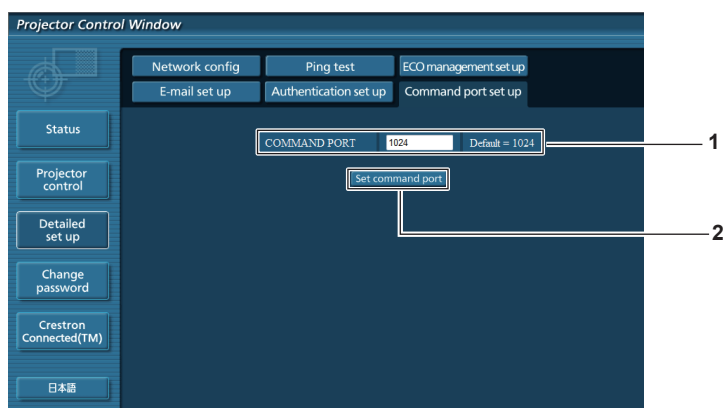 Projector Control Window
Network config
Ping test
ECO management set up
E-mail set up
Authentication set up
Command port set up
Status
Projector
control
Detailed
set up
Change
password
Crestron
Connected(TM)
日本語
COMMAND PORT
1024
Default = 1024
1
Set command port
2